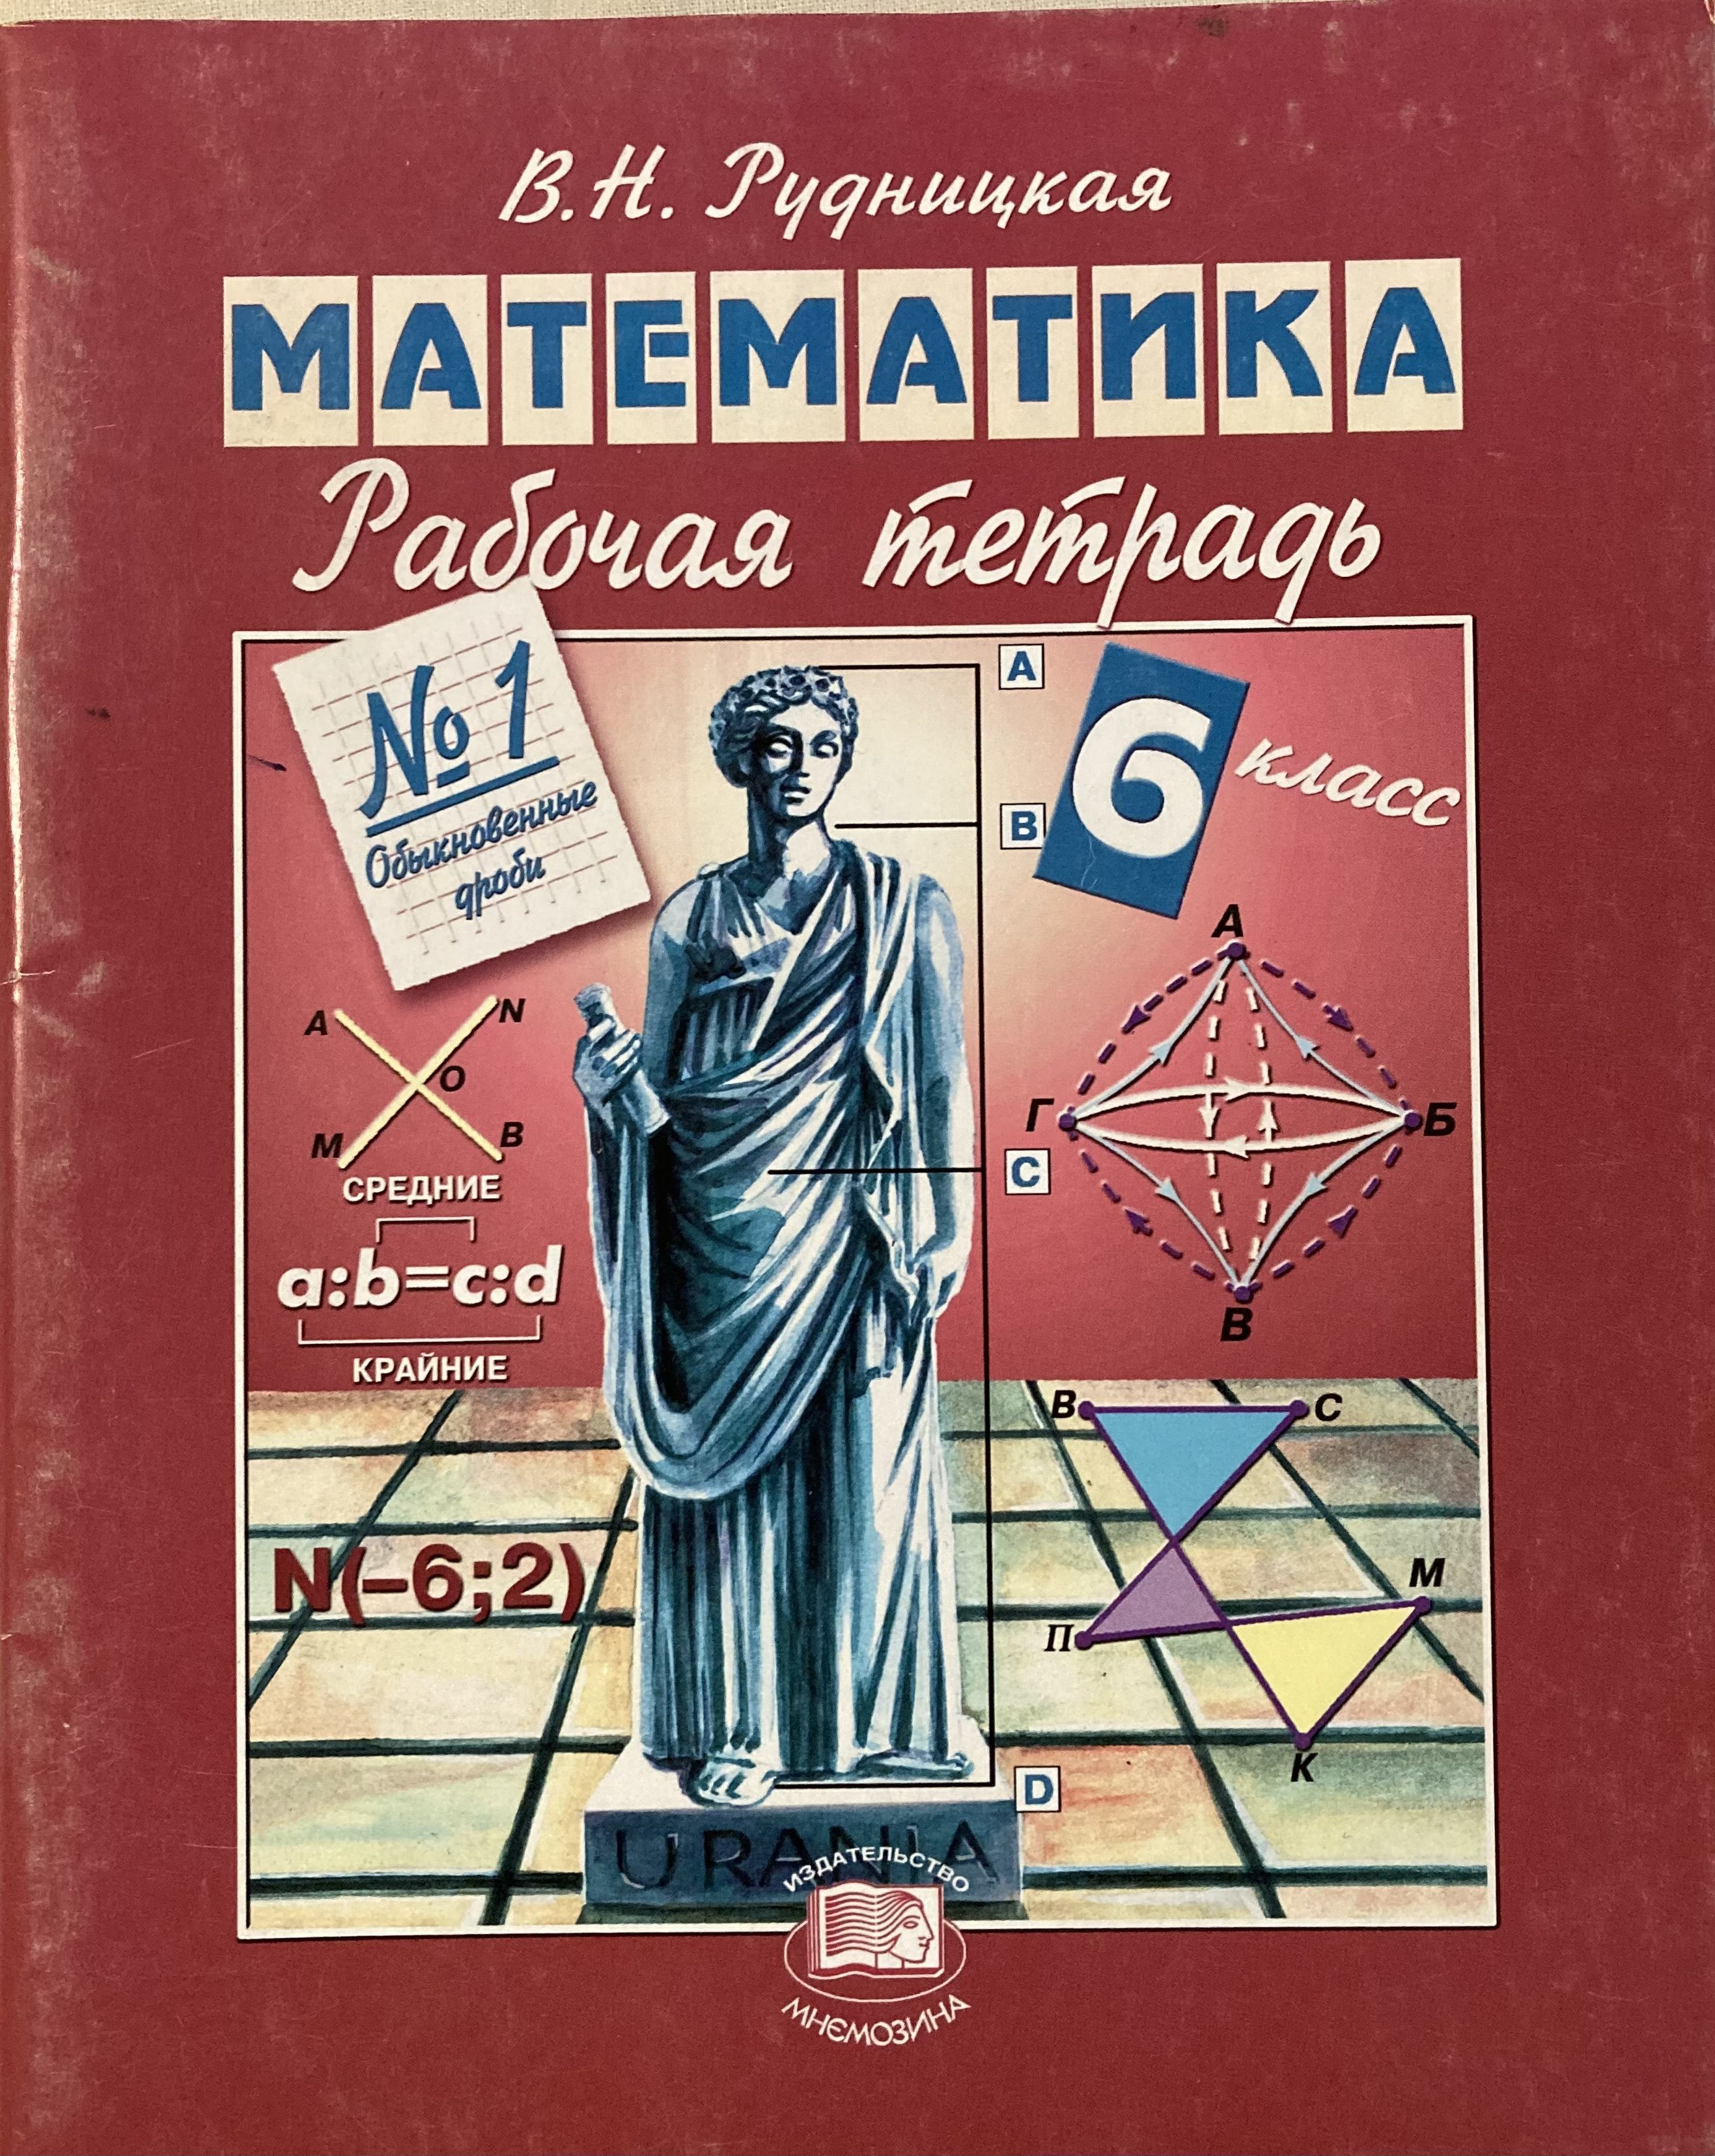 В.Н. Рудницкая
МАТЕМАТИКА
Рабочая тетрадь
№ 1
Обыкновенные
дроби
6 класс
A
B
C
D
A
N
O
M
B
СРЕДНИЕ
a:b=c:d
КРАЙНИЕ
N(–6;2)
А
Г
Б
В
B
C
М
П
К
URANIA
ИЗДАТЕЛЬСТВО
МНЕМОЗИНА